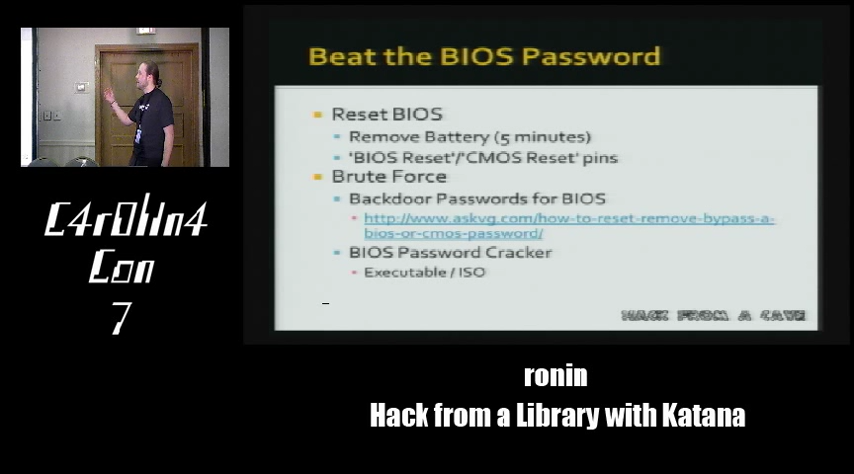 Beat the BIOS Password
Reset BIOS
Remove Battery (5 minutes)
'BIOS Reset'/'CMOS Reset' pins
Brute Force
Backdoor Passwords for BIOS
http://www.askvg.com/how-to-reset-remove-bypass-a-
bios-or-cmos-password/
BIOS Password Cracker
Executable / ISO
HACK FROM A CAVE
C4r0l1n4
Con
7
ronin
Hack from a Library with Katana